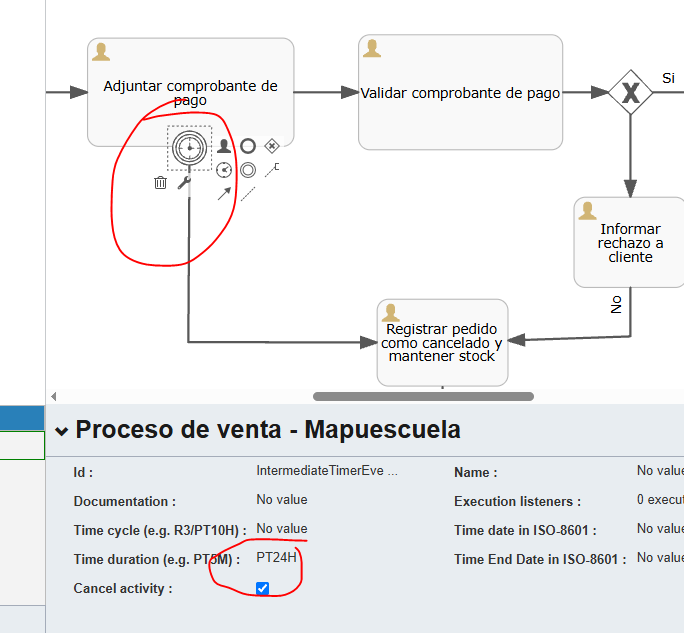 Adjuntar comprobante de
pago
Validar comprobante de pago
Si
Informar
rechazo a
cliente
No
Registrar pedido
como cancelado y
mantener stock
Proceso de venta - Mapuescuela
Id :
IntermediateTimerEve ...
Name :
No value
Documentation :
No value
Execution listeners :
0 execut
Time cycle (e.g. R3/PT10H) :
No value
Time date in ISO-8601 :
No value
Time duration (e.g. PT5M) :
PT24H
Time End Date in ISO-8601 :
No value
Cancel activity :